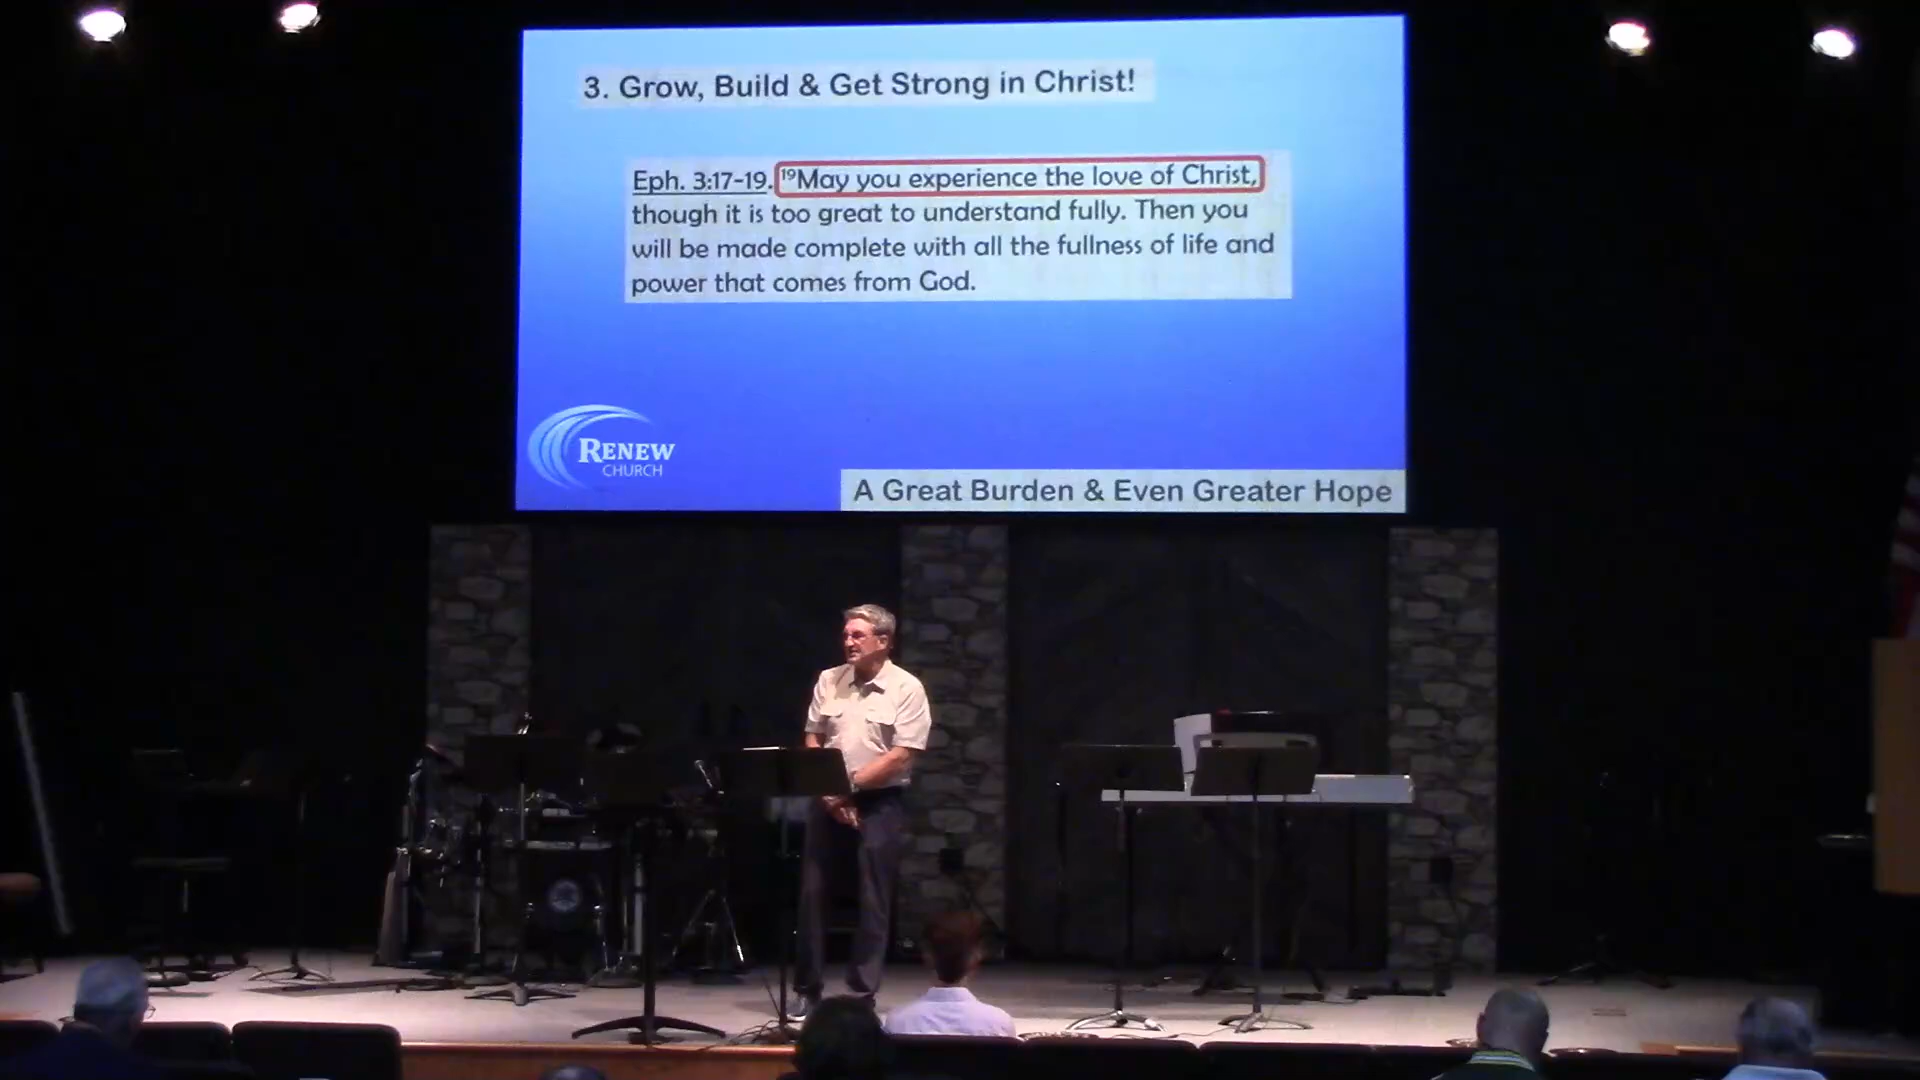 3. Grow, Build & Get Strong in Christ!
Eph. 3:17-19. ¹⁹May you experience the love of Christ,
though it is too great to understand fully. Then you
will be made complete with all the fullness of life and
power that comes from God.
RENEW
CHURCH
A Great Burden & Even Greater Hope